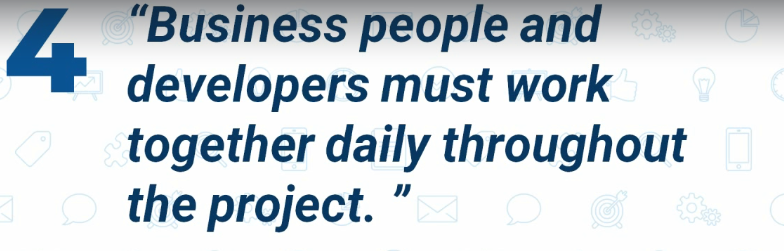 4
“Business people and
developers must work
together daily throughout
the project. ”